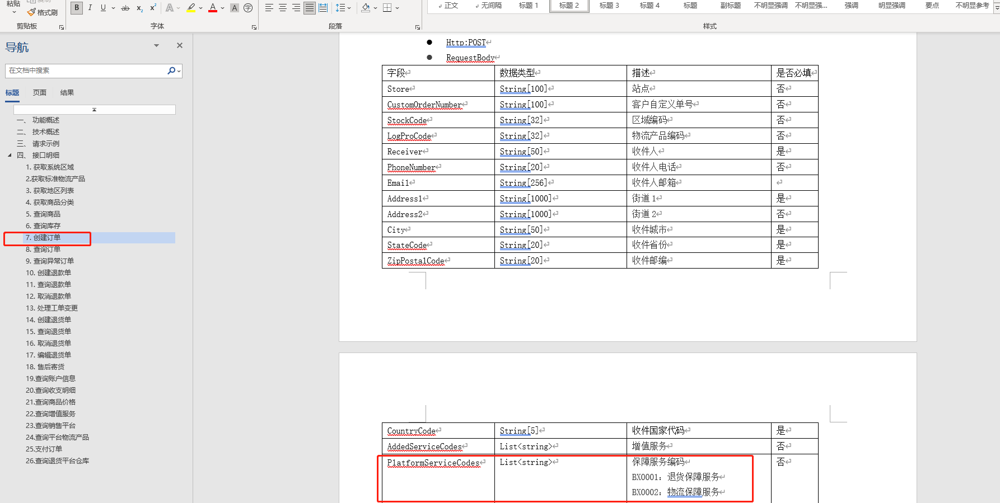 粘贴
格式刷
剪贴板
B I U ab x₂ x² A A A 字
字体
段落
正文 无间隔 标题 1 标题 2 标题 3 标题 4 标题 副标题 不明显强调 不明显强... 强调 明显强调 要点 不明显参考
样式
导航
在文档中搜索
标题 页面 结果
一、 功能概述
二、 技术概述
三、 请求示例
四、 接口明细
1. 获取系统区域
2.获取标准物流产品
3. 获取地区列表
4. 获取商品分类
5. 查询商品
6. 查询库存
7. 创建订单
8. 查询订单
9. 查询异常订单
10. 创建退款单
11. 查询退款单
12. 取消退款单
13. 处理工单变更
14. 创建退货单
15. 查询退货单
16. 取消退货单
17. 编辑退货单
18. 售后寄货
19.查询账户信息
20.查询收支明细
21.查询商品价格
22.查询增值服务
23.查询销售平台
24.查询平台物流产品
25.支付订单
26.查询退货平台仓库
● Http:POST
● RequestBody
字段 数据类型 描述 是否必填
Store String[100] 站点 否
CustomOrderNumber String[100] 客户自定义单号 否
StockCode String[32] 区域编码 否
LogProCode String[32] 物流产品编码 否
Receiver String[50] 收件人 是
PhoneNumber String[20] 收件人电话 否
Email String[256] 收件人邮箱
Address1 String[1000] 街道 1 是
Address2 String[1000] 街道 2 否
City String[50] 收件城市 是
StateCode String[20] 收件省份 是
ZipPostalCode String[20] 收件邮编 是
CountryCode String[5] 收件国家代码 是
AddedServiceCodes List<string> 增值服务 否
PlatformServiceCodes List<string> 保障服务编码 否
BX0001：退货保障服务
BX0002：物流保障服务